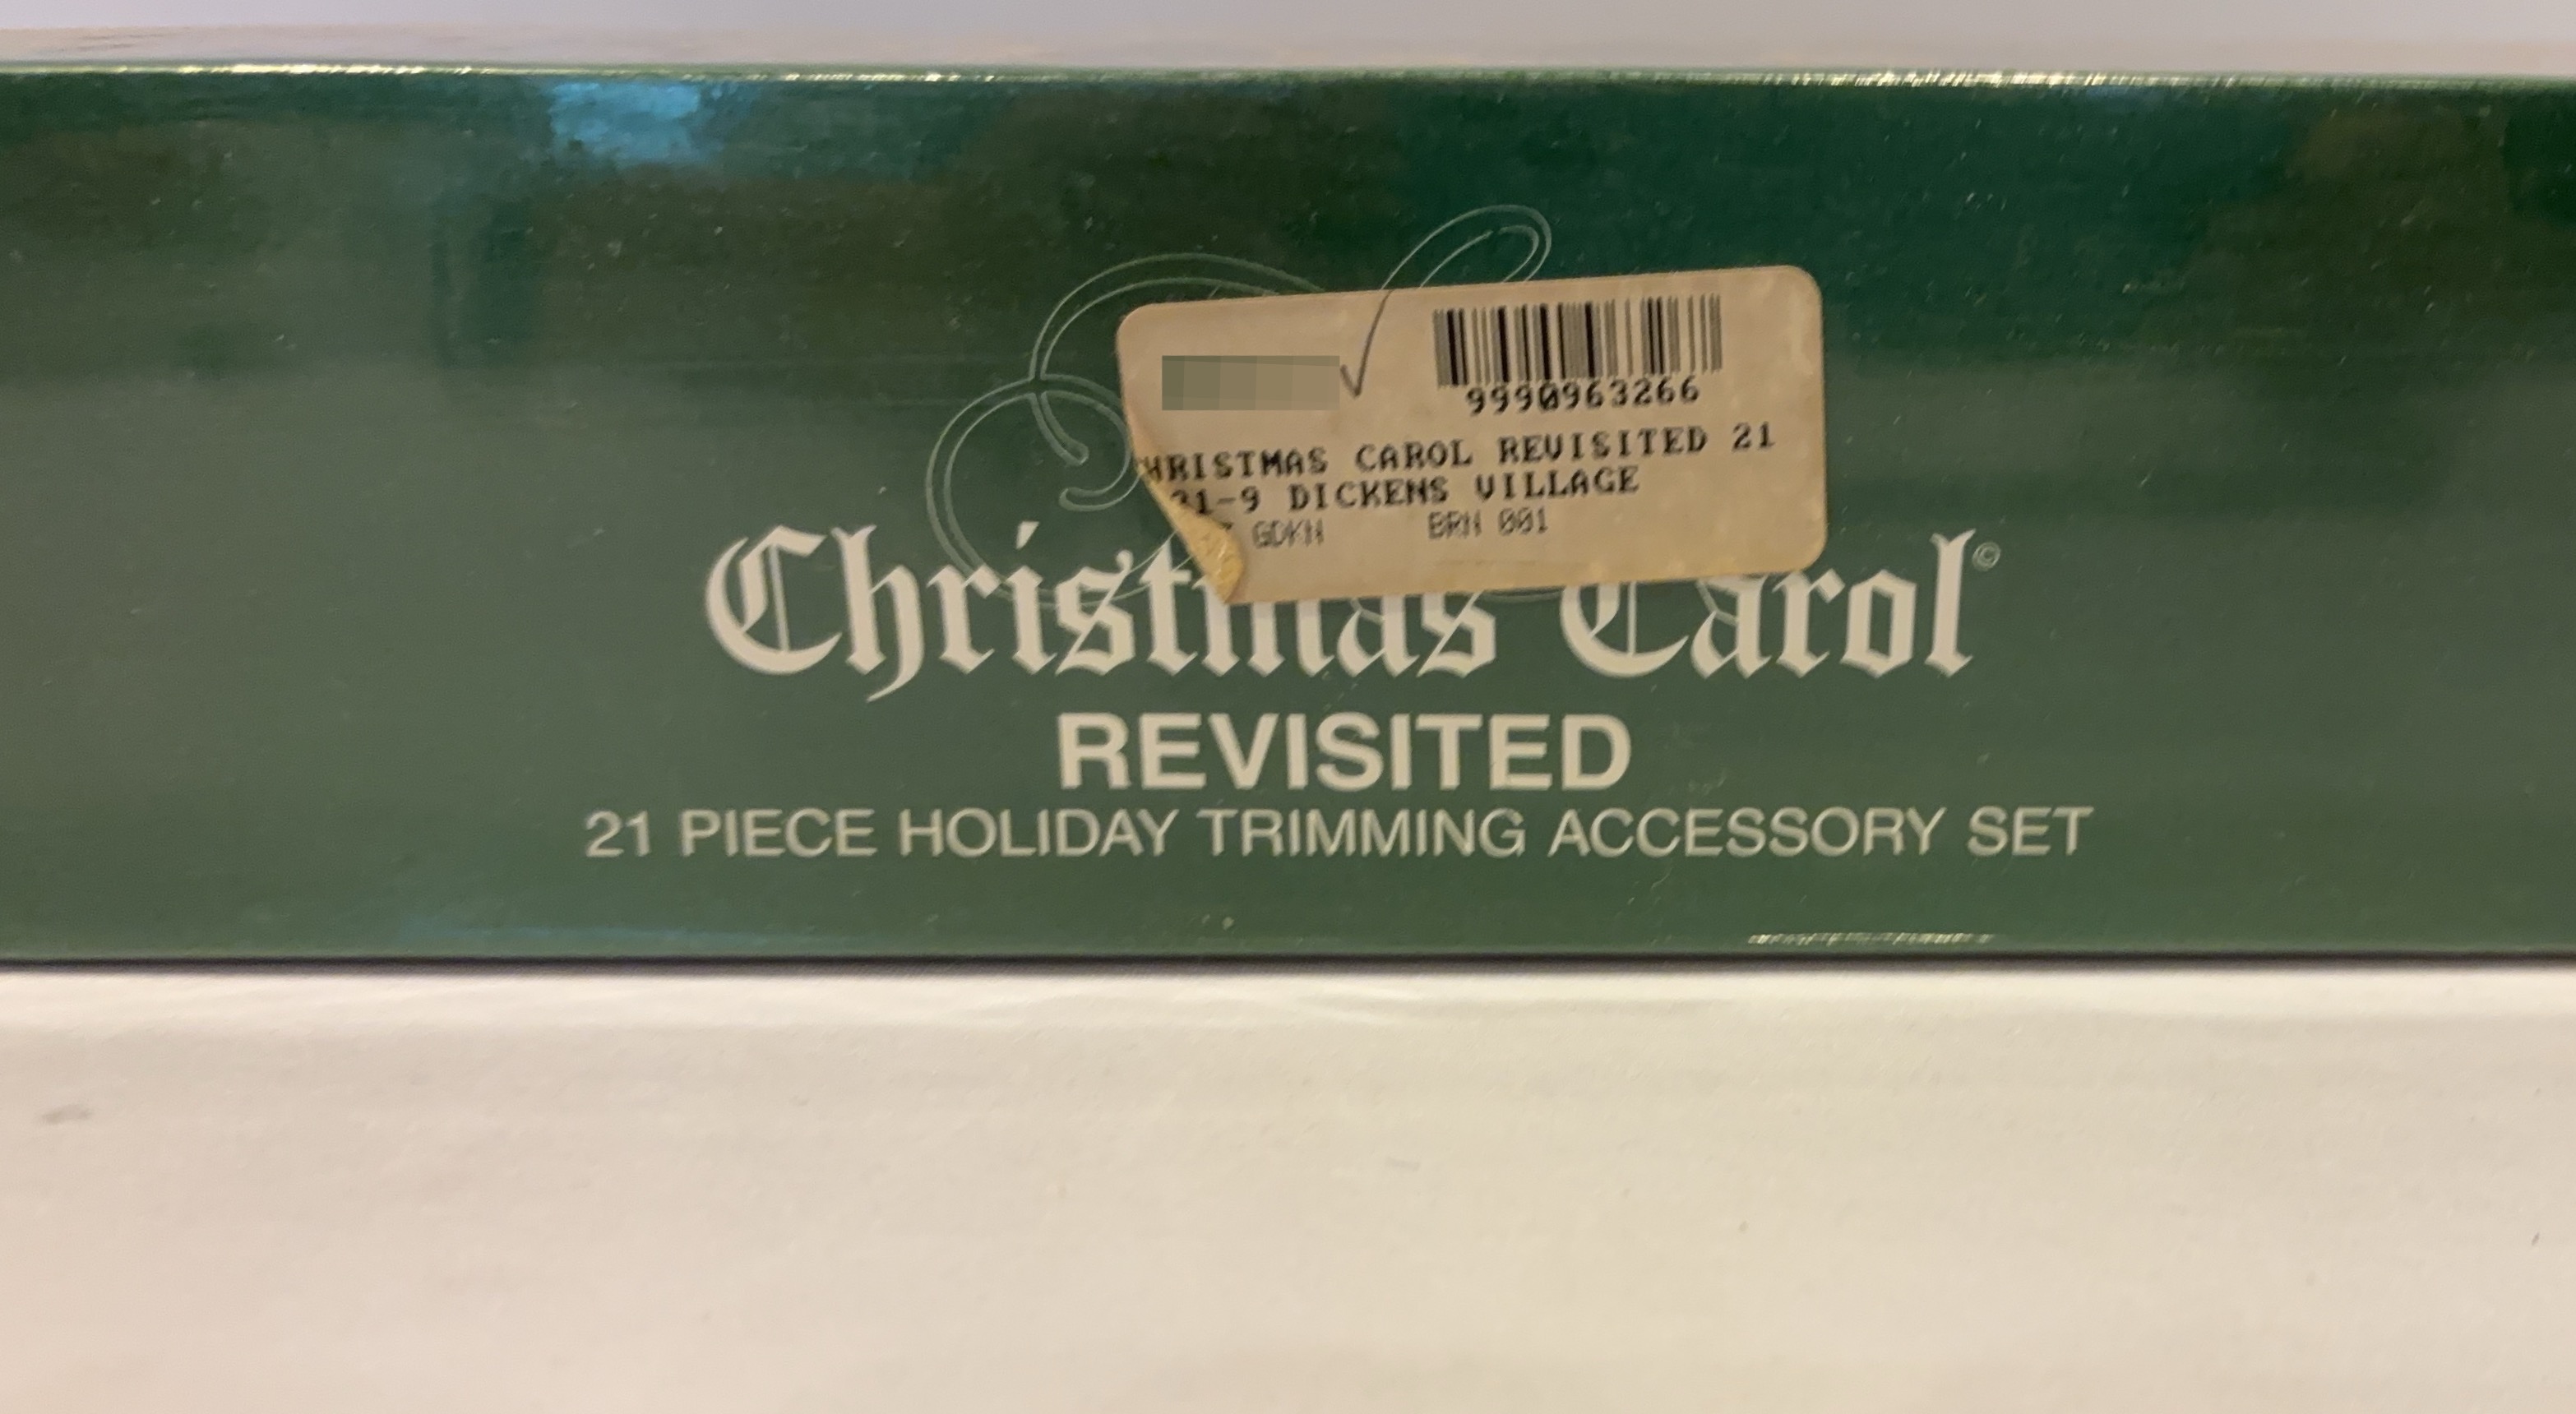 9990963266
HRISTMAS CAROL REVISITED 21
21-9 DICKENS VILLAGE
GDKN BRN 001
Christmas Carol©
REVISITED
21 PIECE HOLIDAY TRIMMING ACCESSORY SET